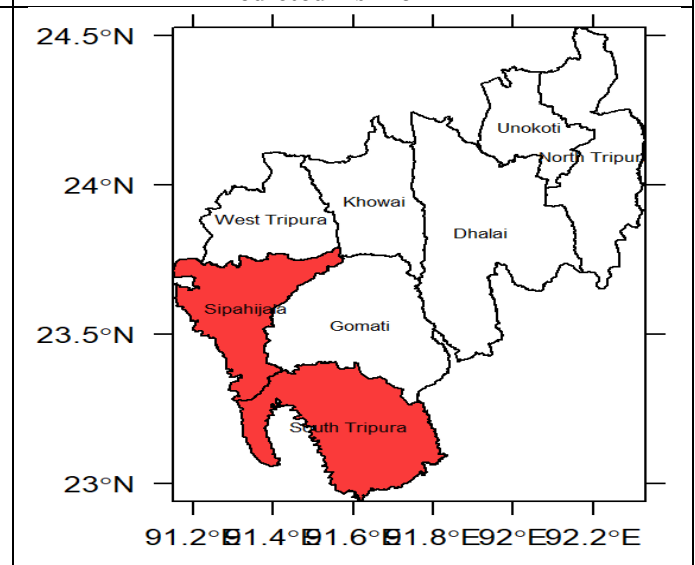 24.5°N
Unokoti
North Tripur
24°N
Khowai
West Tripura
Dhalai
Sipahijala
23.5°N
Gomati
South Tripura
23°N
91.2°E 91.4°E 91.6°E 91.8°E 92°E 92.2°E